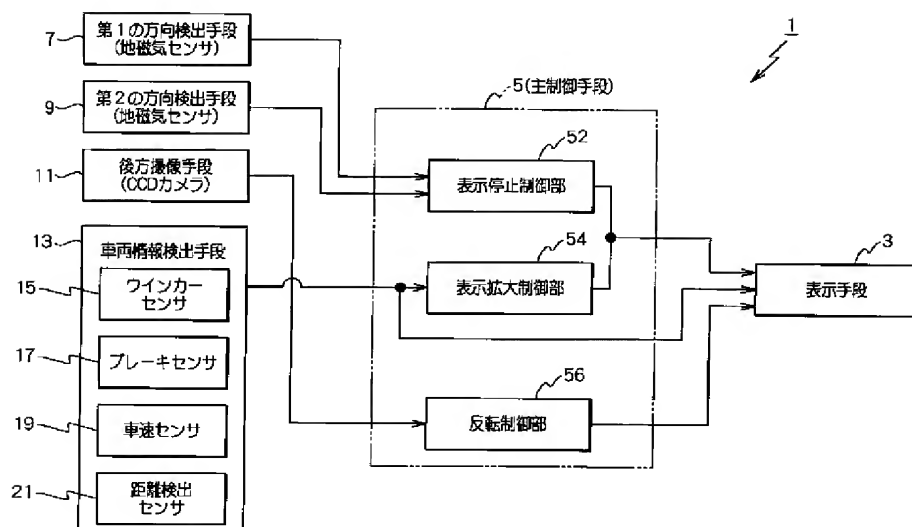 1
7
第1の方向検出手段
(地磁気センサ)
5(主制御手段)
9
第2の方向検出手段
(地磁気センサ)
52
11
後方撮像手段
(CCDカメラ)
表示停止制御部
13
車両情報検出手段
54
3
15
ウインカー
センサ
表示拡大制御部
表示手段
17
ブレーキセンサ
56
19
車速センサ
反転制御部
21
距離検出
センサ